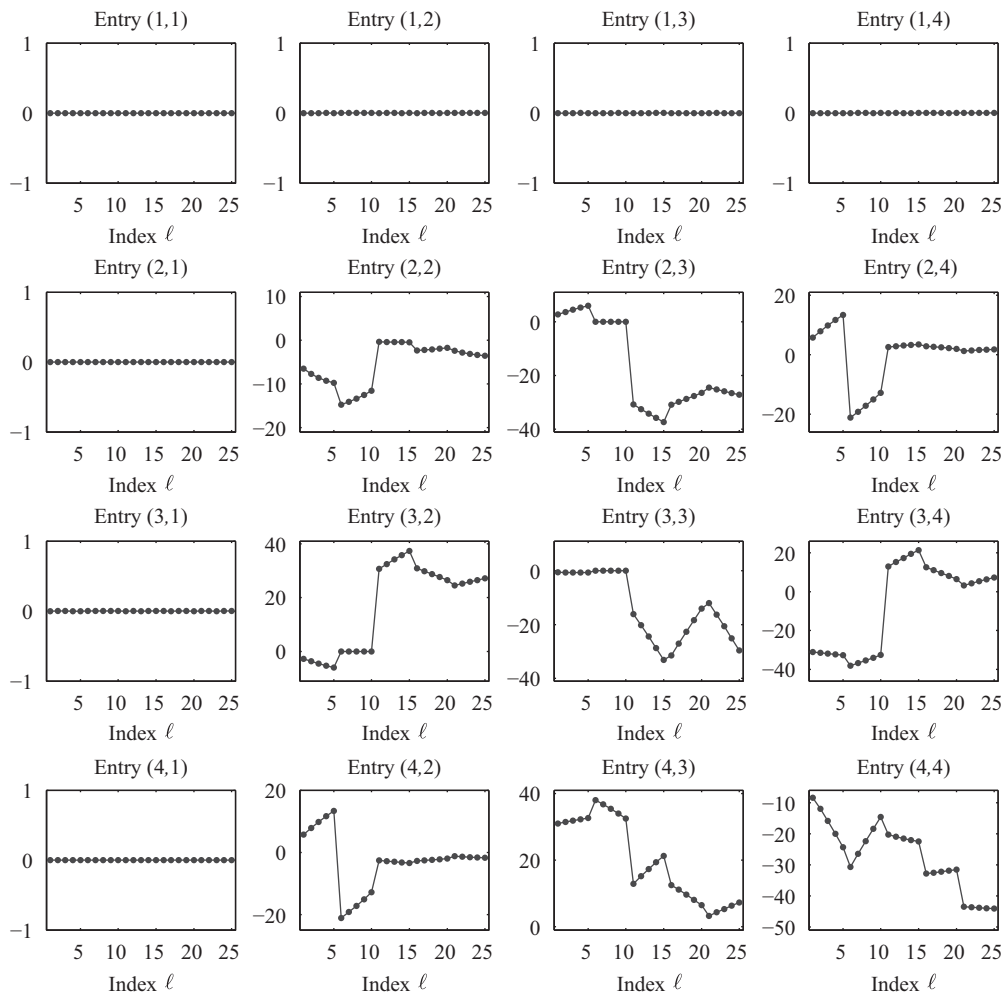 Entry (1,1) Entry (1,2) Entry (1,3) Entry (1,4)
1 1 1 1
0 0 0 0
−1 −1 −1 −1
5 10 15 20 25 5 10 15 20 25 5 10 15 20 25 5 10 15 20 25
Index ℓ Index ℓ Index ℓ Index ℓ
Entry (2,1) Entry (2,2) Entry (2,3) Entry (2,4)
1 10 0 20
0 0 −20 0
−1 −10 −40 −20
−20
5 10 15 20 25 5 10 15 20 25 5 10 15 20 25 5 10 15 20 25
Index ℓ Index ℓ Index ℓ Index ℓ
Entry (3,1) Entry (3,2) Entry (3,3) Entry (3,4)
1 40 0 20
0 20 −20 0
−1 0 −40 −20
−40
5 10 15 20 25 5 10 15 20 25 5 10 15 20 25 5 10 15 20 25
Index ℓ Index ℓ Index ℓ Index ℓ
Entry (4,1) Entry (4,2) Entry (4,3) Entry (4,4)
1 20 40 −10
0 0 20 −20
−1 −20 0 −30
−40
−50
5 10 15 20 25 5 10 15 20 25 5 10 15 20 25 5 10 15 20 25
Index ℓ Index ℓ Index ℓ Index ℓ